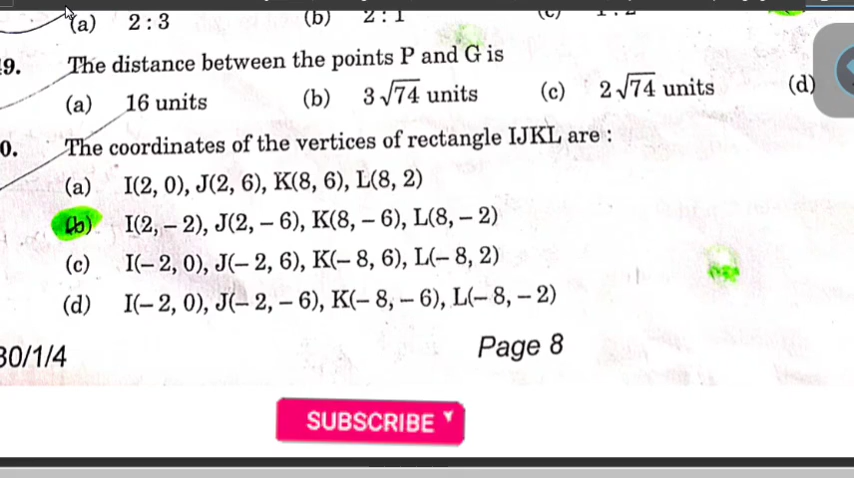 (a) 2 : 3 (b) 2 : 1 (c)
9. The distance between the points P and G is
(a) 16 units (b) 3 √74 units (c) 2 √74 units (d)
0. The coordinates of the vertices of rectangle IJKL are :
(a) I(2, 0), J(2, 6), K(8, 6), L(8, 2)
(b) I(2, – 2), J(2, – 6), K(8, – 6), L(8, – 2)
(c) I(– 2, 0), J(– 2, 6), K(– 8, 6), L(– 8, 2)
(d) I(– 2, 0), J(– 2, – 6), K(– 8, – 6), L(– 8, – 2)
30/1/4 Page 8
SUBSCRIBE